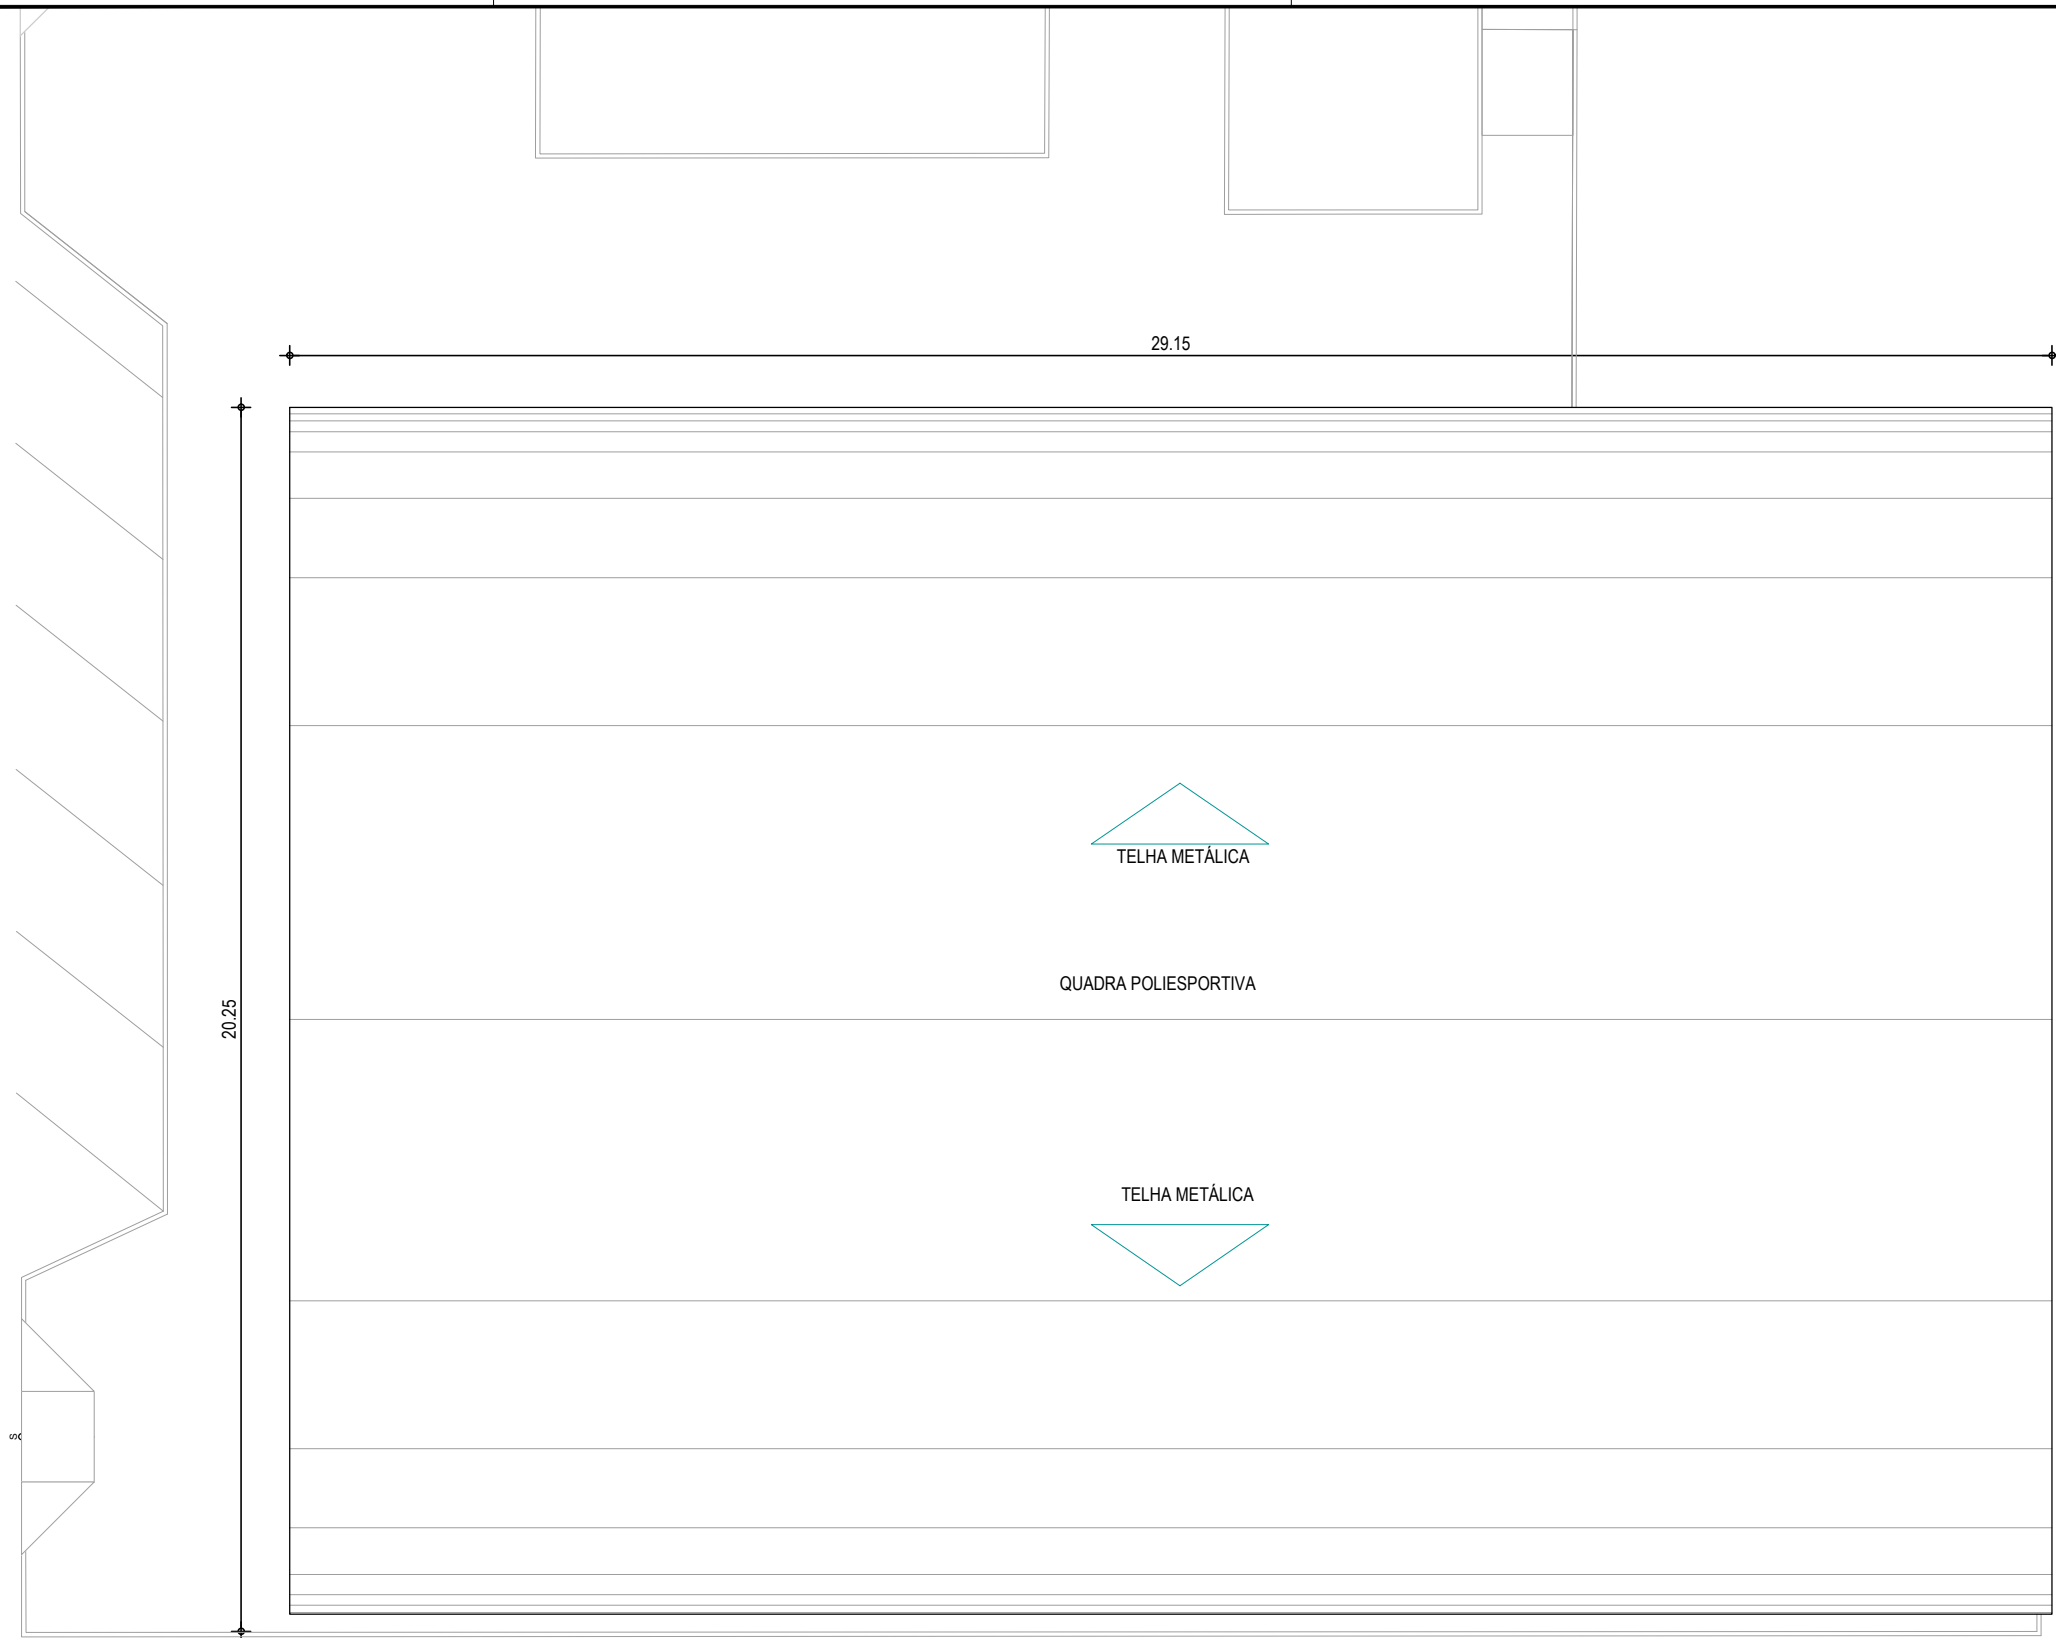 29.15
TELHA METÁLICA
QUADRA POLIESPORTIVA
20.25
TELHA METÁLICA
S